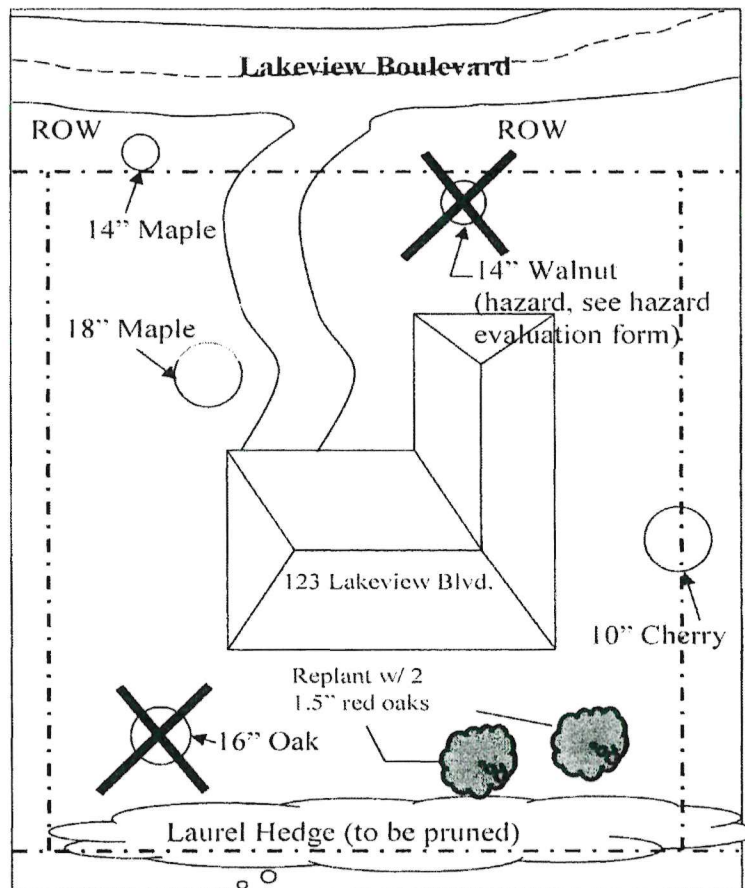 Lakeview Boulevard
ROW
ROW
14” Maple
14” Walnut
(hazard, see hazard
evaluation form)
18” Maple
123 Lakeview Blvd.
10” Cherry
Replant w/ 2
1.5” red oaks
16” Oak
Laurel Hedge (to be pruned)